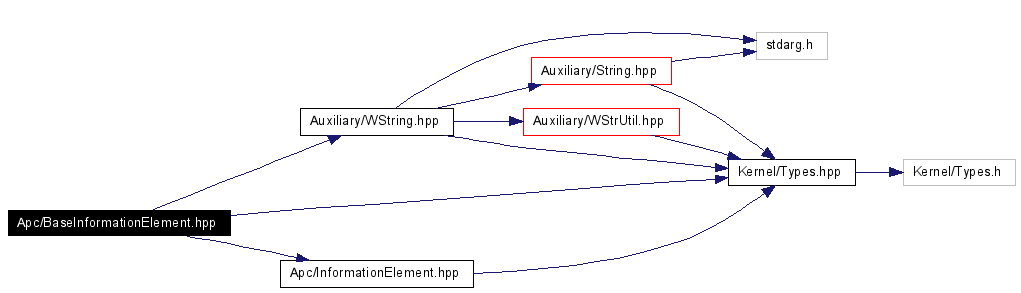 stdarg.h
Auxiliary/String.hpp
Auxiliary/WString.hpp
Auxiliary/WStrUtil.hpp
Kernel/Types.hpp
Kernel/Types.h
Apc/BaseInformationElement.hpp
Apc/InformationElement.hpp